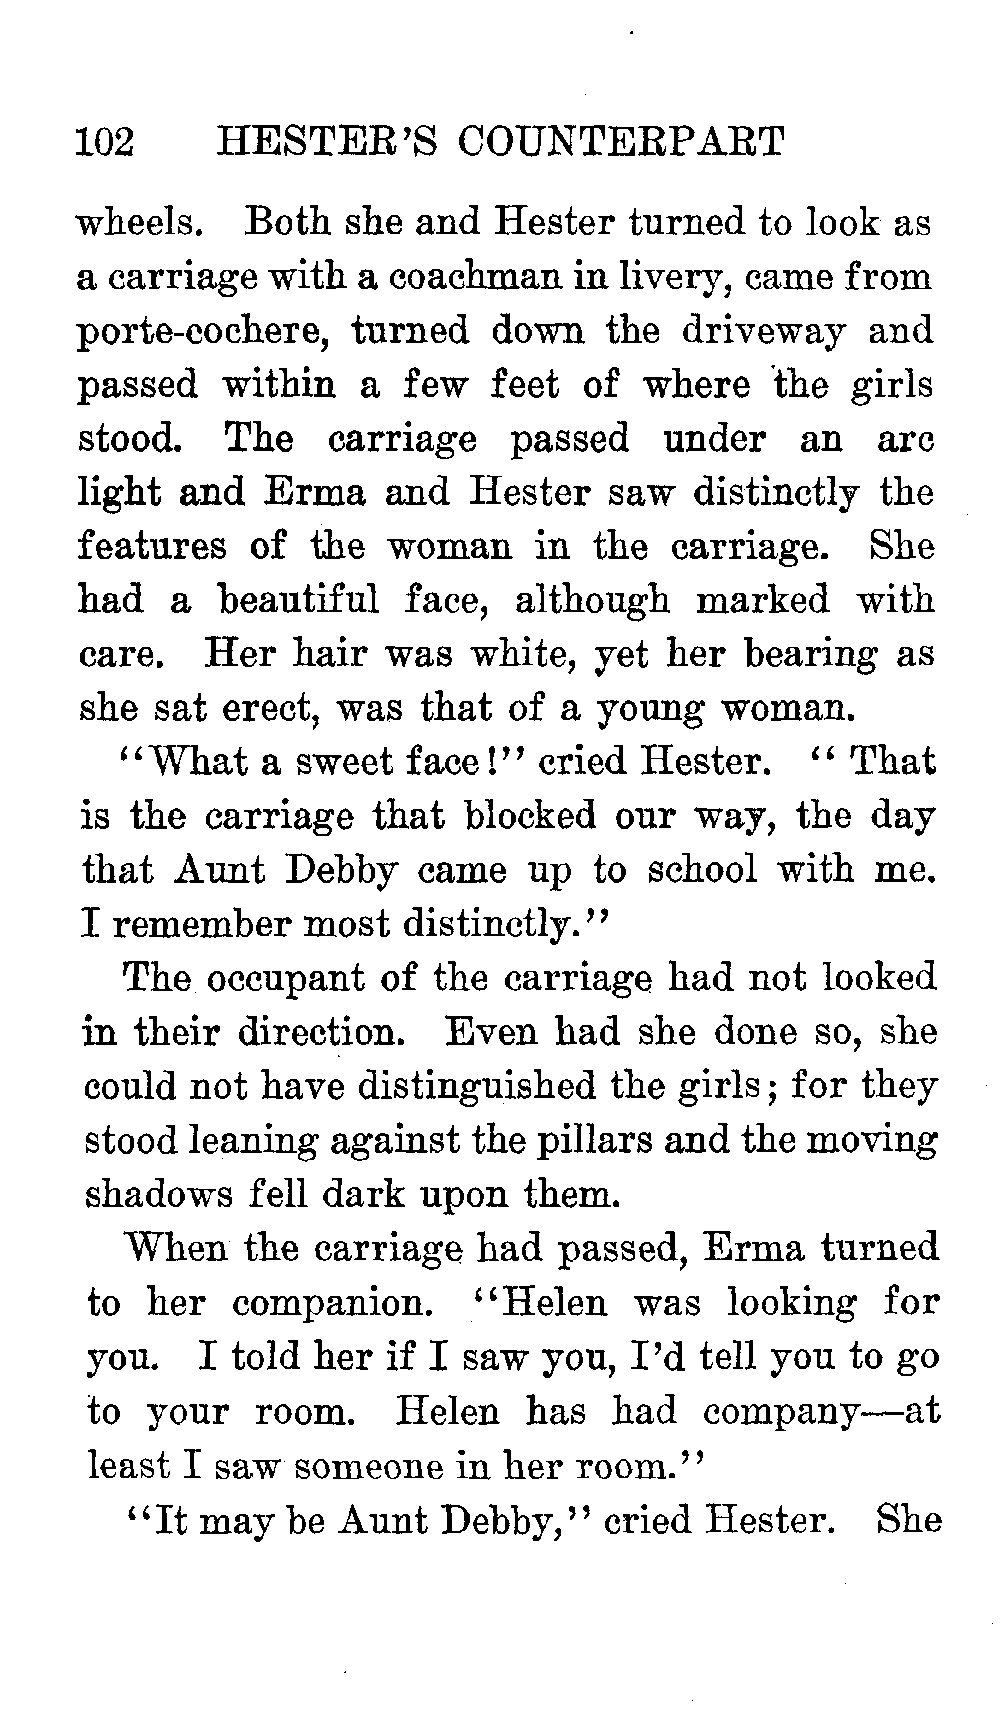 102 HESTER'S COUNTERPART
wheels. Both she and Hester turned to look as
a carriage with a coachman in livery, came from
porte-cochere, turned down the driveway and
passed within a few feet of where the girls
stood. The carriage passed under an arc
light and Erma and Hester saw distinctly the
features of the woman in the carriage. She
had a beautiful face, although marked with
care. Her hair was white, yet her bearing as
she sat erect, was that of a young woman.
"What a sweet face!" cried Hester. " That
is the carriage that blocked our way, the day
that Aunt Debby came up to school with me.
I remember most distinctly."
The occupant of the carriage had not looked
in their direction. Even had she done so, she
could not have distinguished the girls; for they
stood leaning against the pillars and the moving
shadows fell dark upon them.
When the carriage had passed, Erma turned
to her companion. "Helen was looking for
you. I told her if I saw you, I'd tell you to go
to your room. Helen has had company—at
least I saw someone in her room."
"It may be Aunt Debby," cried Hester. She